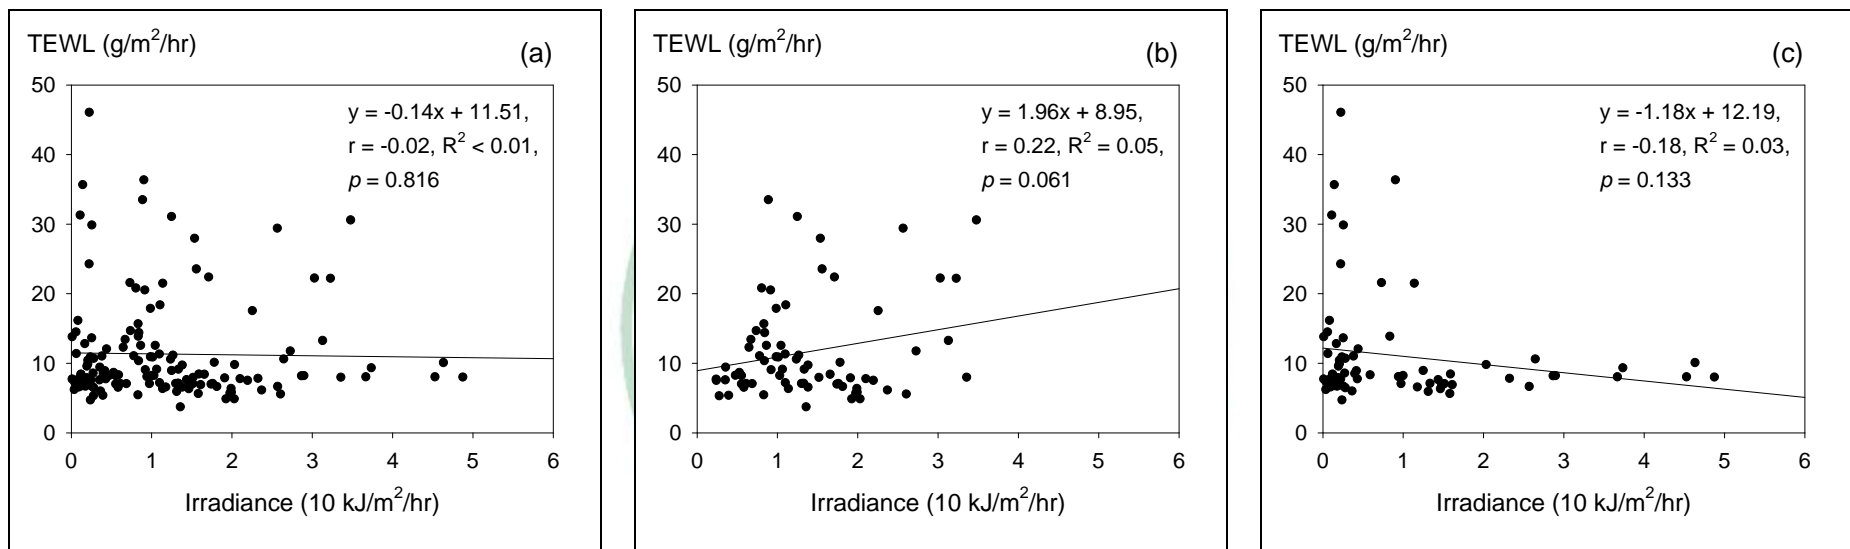 TEWL (g/m²/hr)
(a)
50
40
30
20
10
0
y = -0.14x + 11.51,
r = -0.02, R² < 0.01,
p = 0.816
0 1 2 3 4 5 6
Irradiance (10 kJ/m²/hr)
TEWL (g/m²/hr)
(b)
50
40
30
20
10
0
y = 1.96x + 8.95,
r = 0.22, R² = 0.05,
p = 0.061
0 1 2 3 4 5 6
Irradiance (10 kJ/m²/hr)
TEWL (g/m²/hr)
(c)
50
40
30
20
10
0
y = -1.18x + 12.19,
r = -0.18, R² = 0.03,
p = 0.133
0 1 2 3 4 5 6
Irradiance (10 kJ/m²/hr)